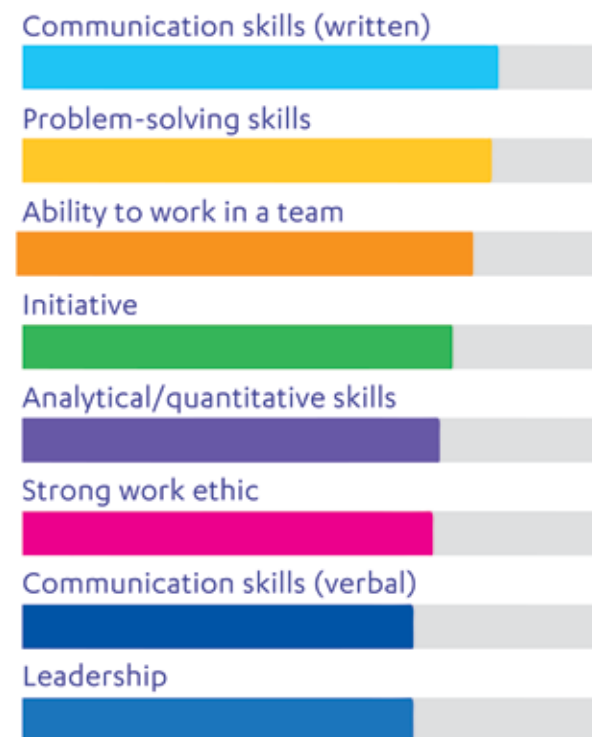 Communication skills (written)
Problem-solving skills
Ability to work in a team
Initiative
Analytical/quantitative skills
Strong work ethic
Communication skills (verbal)
Leadership